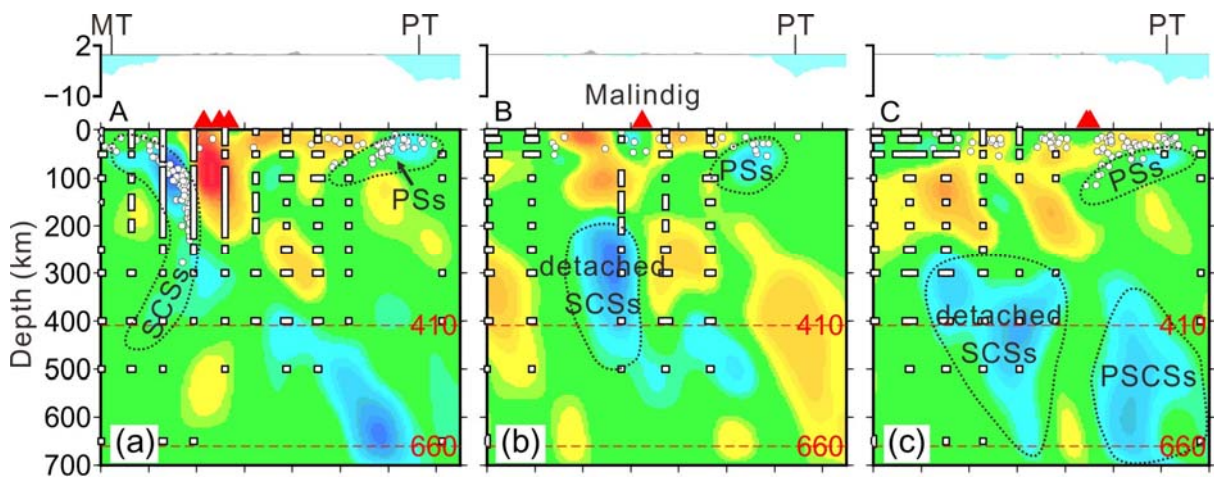 MT PT PT PT
2
−10
Malindig
A B C
0
100
200
300
400
500
600
700
Depth (km)
PSs
SCSs
410
660
(a)
PSs
detached
SCSs
410
660
(b)
PSs
detached
SCSs
PSCSs
410
660
(c)